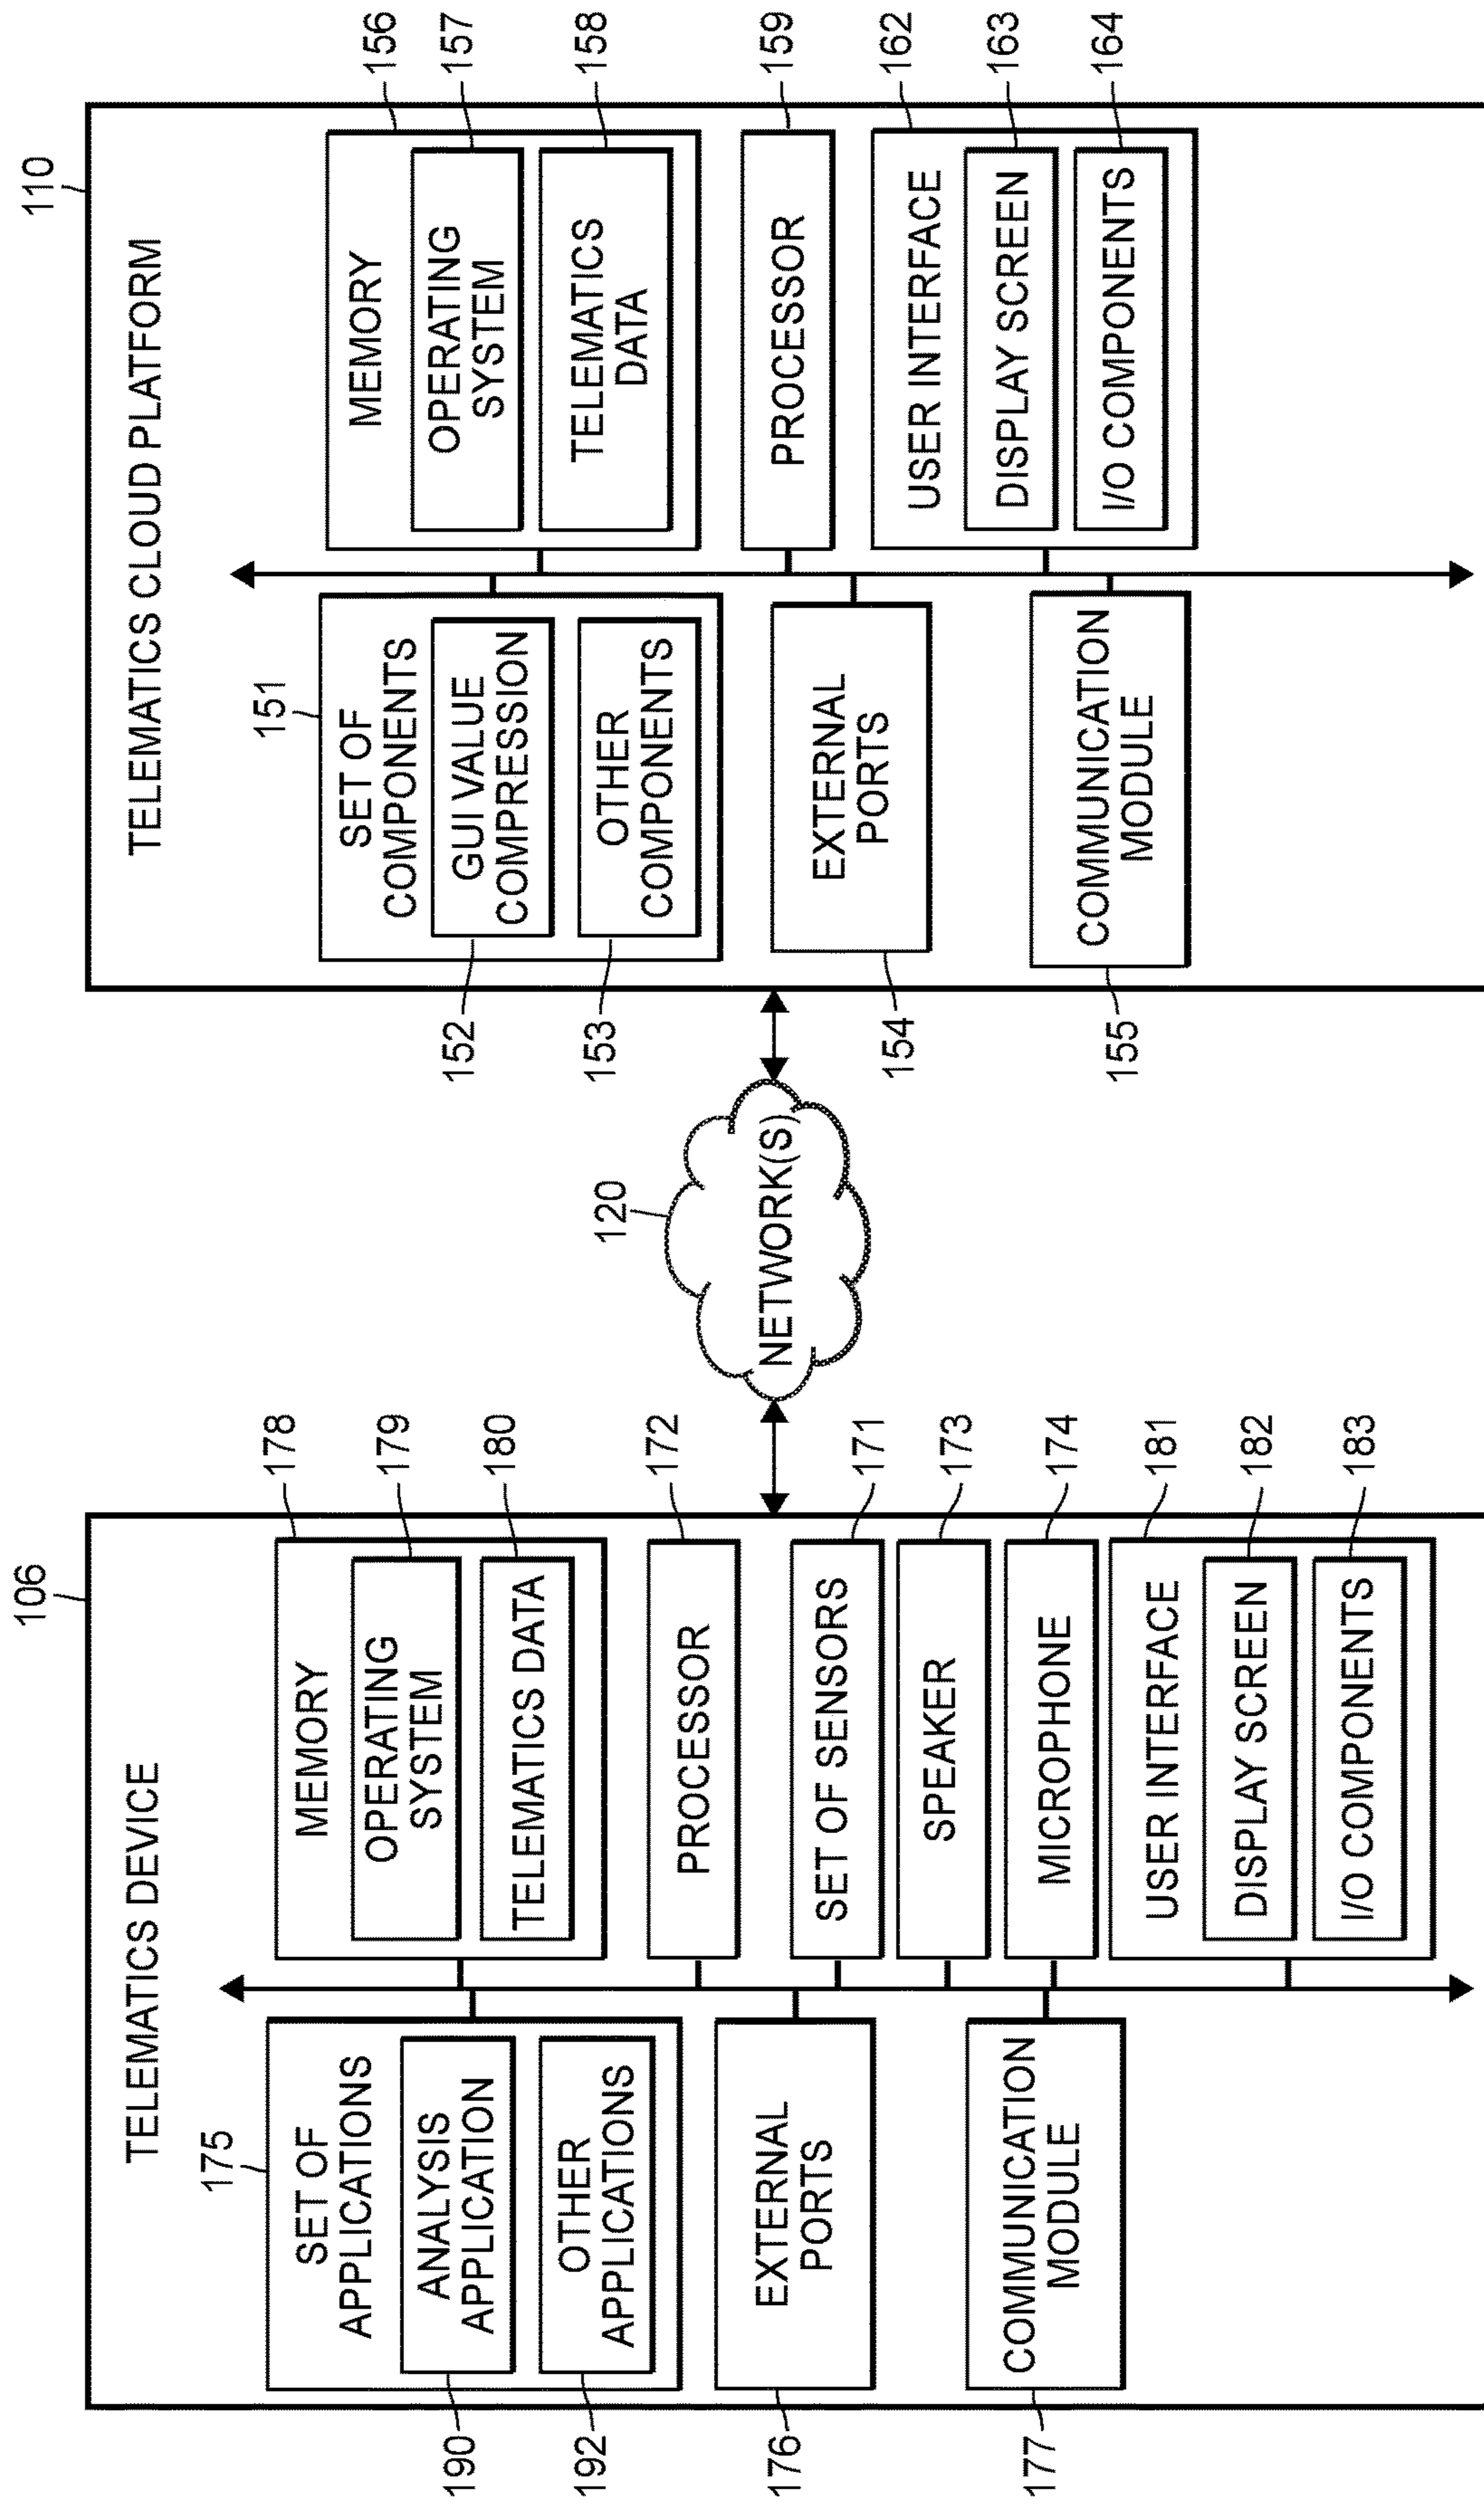 106
TELEMATICS DEVICE
175
SET OF
APPLICATIONS
ANALYSIS
APPLICATION
190
OTHER
APPLICATIONS
192
EXTERNAL
PORTS
176
COMMUNICATION
MODULE
177
MEMORY
178
OPERATING
SYSTEM
179
TELEMATICS DATA
180
PROCESSOR
172
SET OF SENSORS
171
SPEAKER
173
MICROPHONE
174
USER INTERFACE
181
DISPLAY SCREEN
182
I/O COMPONENTS
183
120
NETWORK(S)
110
TELEMATICS CLOUD PLATFORM
151
SET OF
COMPONENTS
GUI VALUE
COMPRESSION
152
OTHER
COMPONENTS
153
EXTERNAL
PORTS
154
COMMUNICATION
MODULE
155
MEMORY
156
OPERATING
SYSTEM
157
TELEMATICS
DATA
158
PROCESSOR
159
USER INTERFACE
162
DISPLAY SCREEN
163
I/O COMPONENTS
164